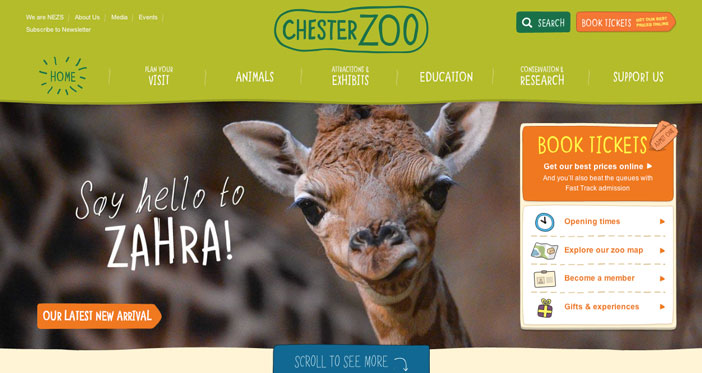 We are NEZS
About Us
Media
Events
Subscribe to Newsletter
CHESTER ZOO
SEARCH
BOOK TICKETS
GET OUR BEST
PRICES ONLINE
HOME
PLAN YOUR
VISIT
ANIMALS
ATTRACTIONS &
EXHIBITS
EDUCATION
CONSERVATION &
RESEARCH
SUPPORT US
Say hello to
ZAHRA!
OUR LATEST NEW ARRIVAL
BOOK TICKETS
ADMIT ONE
Get our best prices online
And you'll also beat the queues with
Fast Track admission
Opening times
Explore our zoo map
Become a member
Gifts & experiences
SCROLL TO SEE MORE